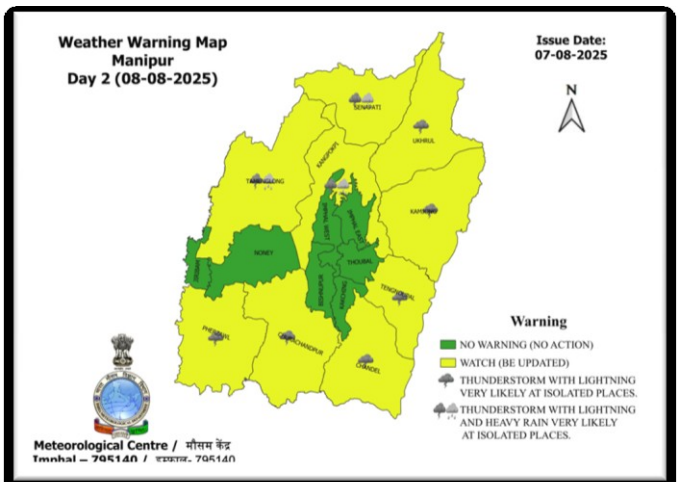 Weather Warning Map
Manipur
Day 2 (08-08-2025)
Issue Date:
07-08-2025
N
SENAPATI
UKHRUL
KANGPOKPI
KAMJONG
IMPHAL WEST
IMPHAL EAST
NONEY
JIRIBAM
THOUBAL
BISHNUPUR
KAKCHING
TENGNOUPAL
PHERZAWL
CHURACHANDPUR
CHANDEL
Warning
NO WARNING (NO ACTION)
WATCH (BE UPDATED)
THUNDERSTORM WITH LIGHTNING
VERY LIKELY AT ISOLATED PLACES.
THUNDERSTORM WITH LIGHTNING
AND HEAVY RAIN VERY LIKELY
AT ISOLATED PLACES.
Meteorological Centre / मौसम केंद्र
Imphal – 795140 / इम्फाल- 795140